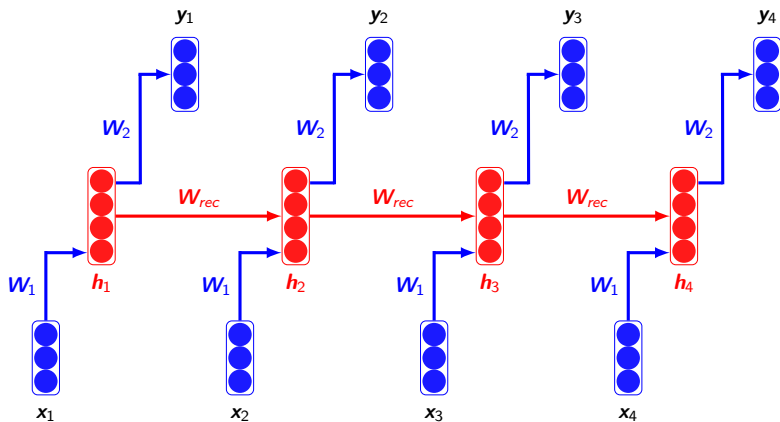 y1 y2 y3 y4
W2 W2 W2 W2
Wrec Wrec Wrec
W1 h1 W1 h2 W1 h3 W1 h4
x1 x2 x3 x4